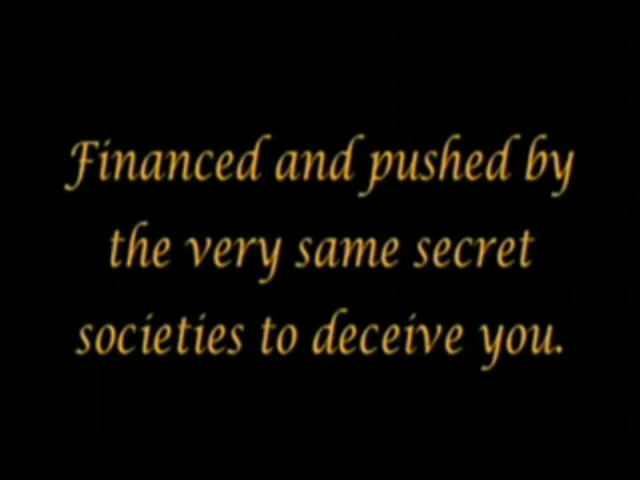 Financed and pushed by
the very same secret
societies to deceive you.